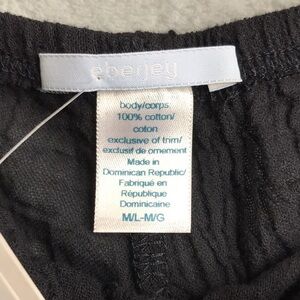 eberjey
body/corps
100% cotton/
coton
exclusive of trim/
exclusif de ornement
Made in
Dominican Republic/
Fabriqué en
République
Dominicaine
M/L-M/G